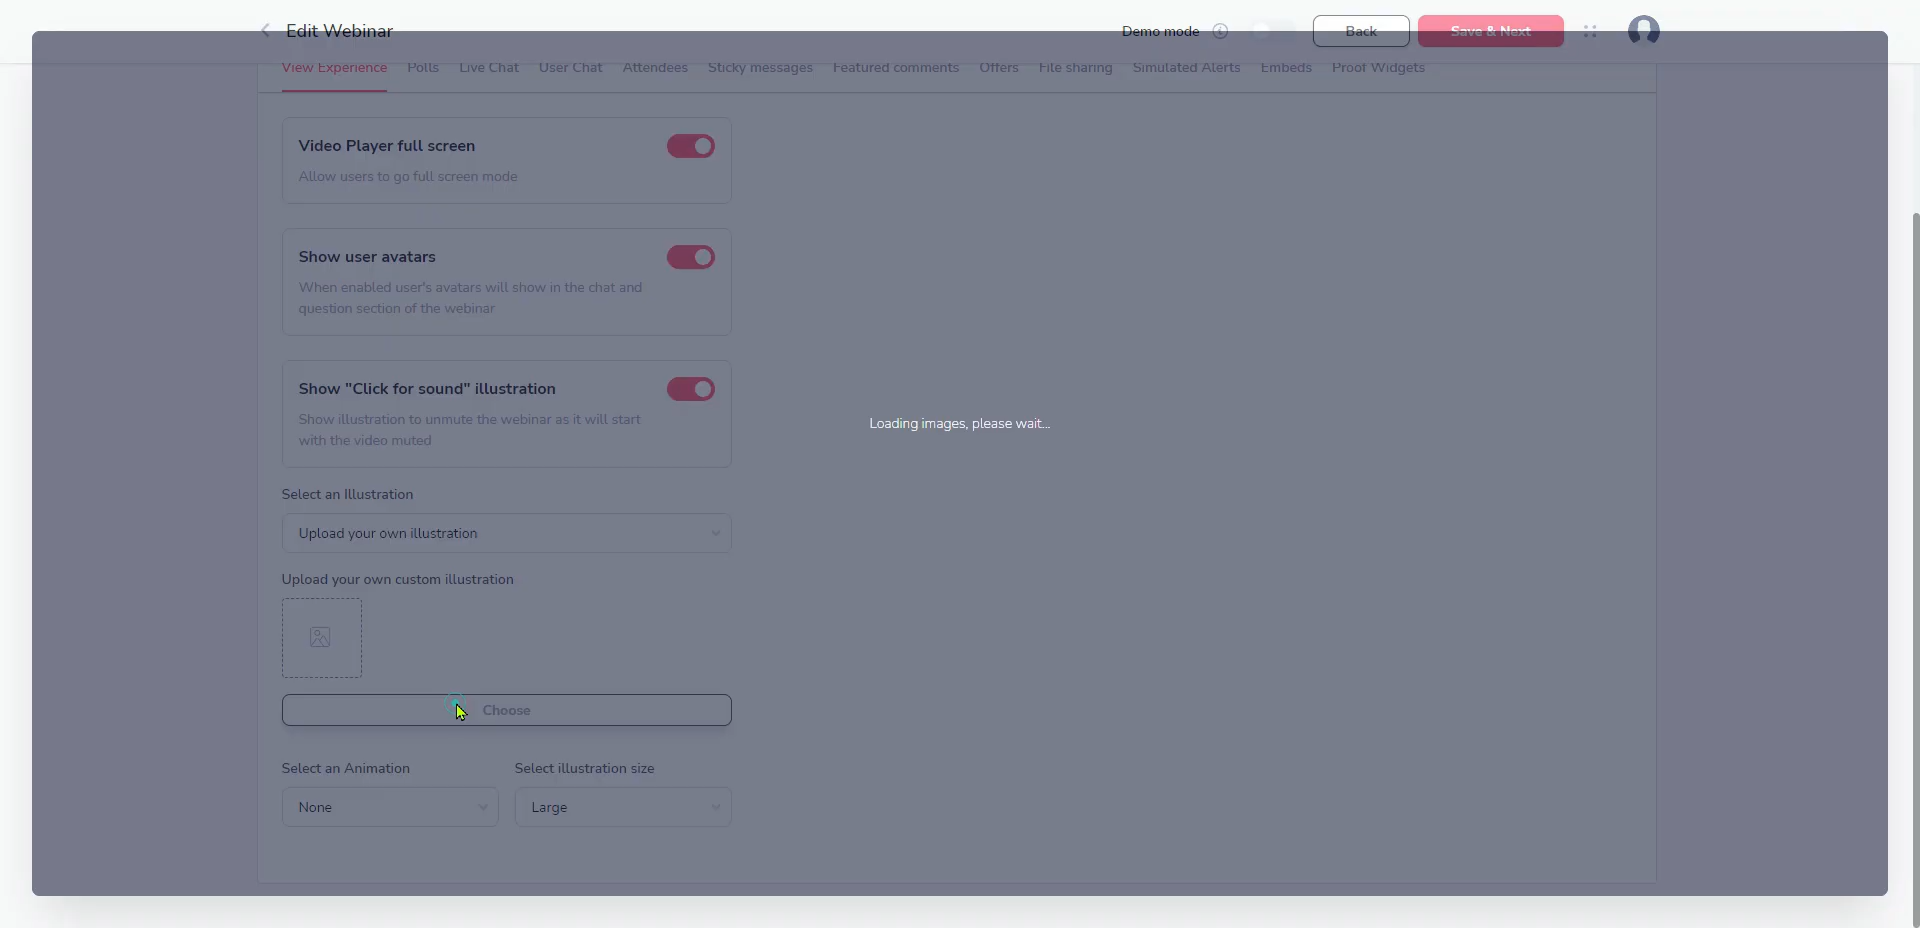 Edit Webinar
Demo mode
Back
Save & Next
View Experience
Polls
Live Chat
User Chat
Attendees
Sticky messages
Featured comments
Offers
File sharing
Simulated Alerts
Embeds
Proof Widgets
Video Player full screen
Allow users to go full screen mode
Show user avatars
When enabled user's avatars will show in the chat and
question section of the webinar
Show "Click for sound" illustration
Show illustration to unmute the webinar as it will start
with the video muted
Loading images, please wait...
Select an Illustration
Upload your own illustration
Upload your own custom illustration
Choose
Select an Animation
Select illustration size
None
Large